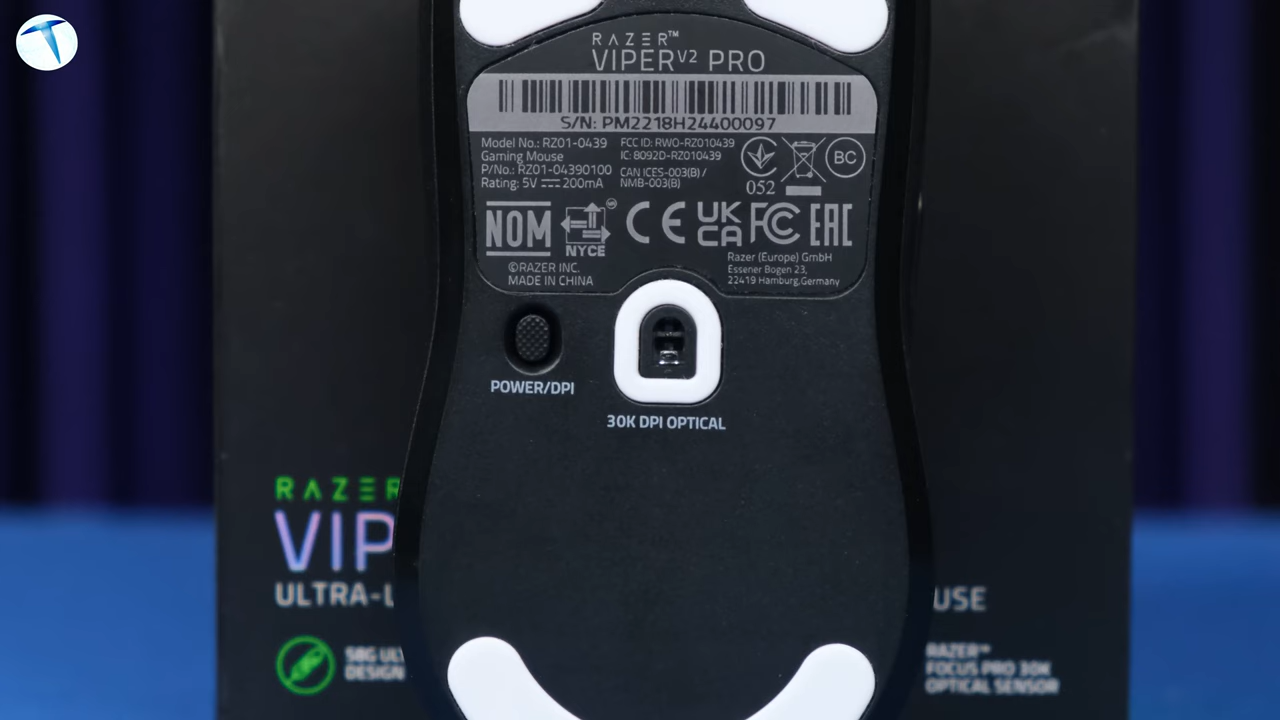 RAZER™
VIPER V2 PRO
S/N: PM2218H24400097
Model No.: RZ01-0439
Gaming Mouse
P/No.: RZ01-04390100
Rating: 5V ⎓ 200mA
FCC ID: RWO-RZ010439
IC: 8092D-RZ010439
CAN ICES-003(B) /
NMB-003(B)
052
BC
NOM
NYCE
CE
UK
CA
FC
EAC
©RAZER INC.
MADE IN CHINA
Razer (Europe) GmbH
Essener Bogen 23,
22419 Hamburg,Germany
POWER/DPI
30K DPI OPTICAL
RAZER
VIP
ULTRA-L
USE
58G UL
DESIGN
RAZER™
FOCUS PRO 30K
OPTICAL SENSOR